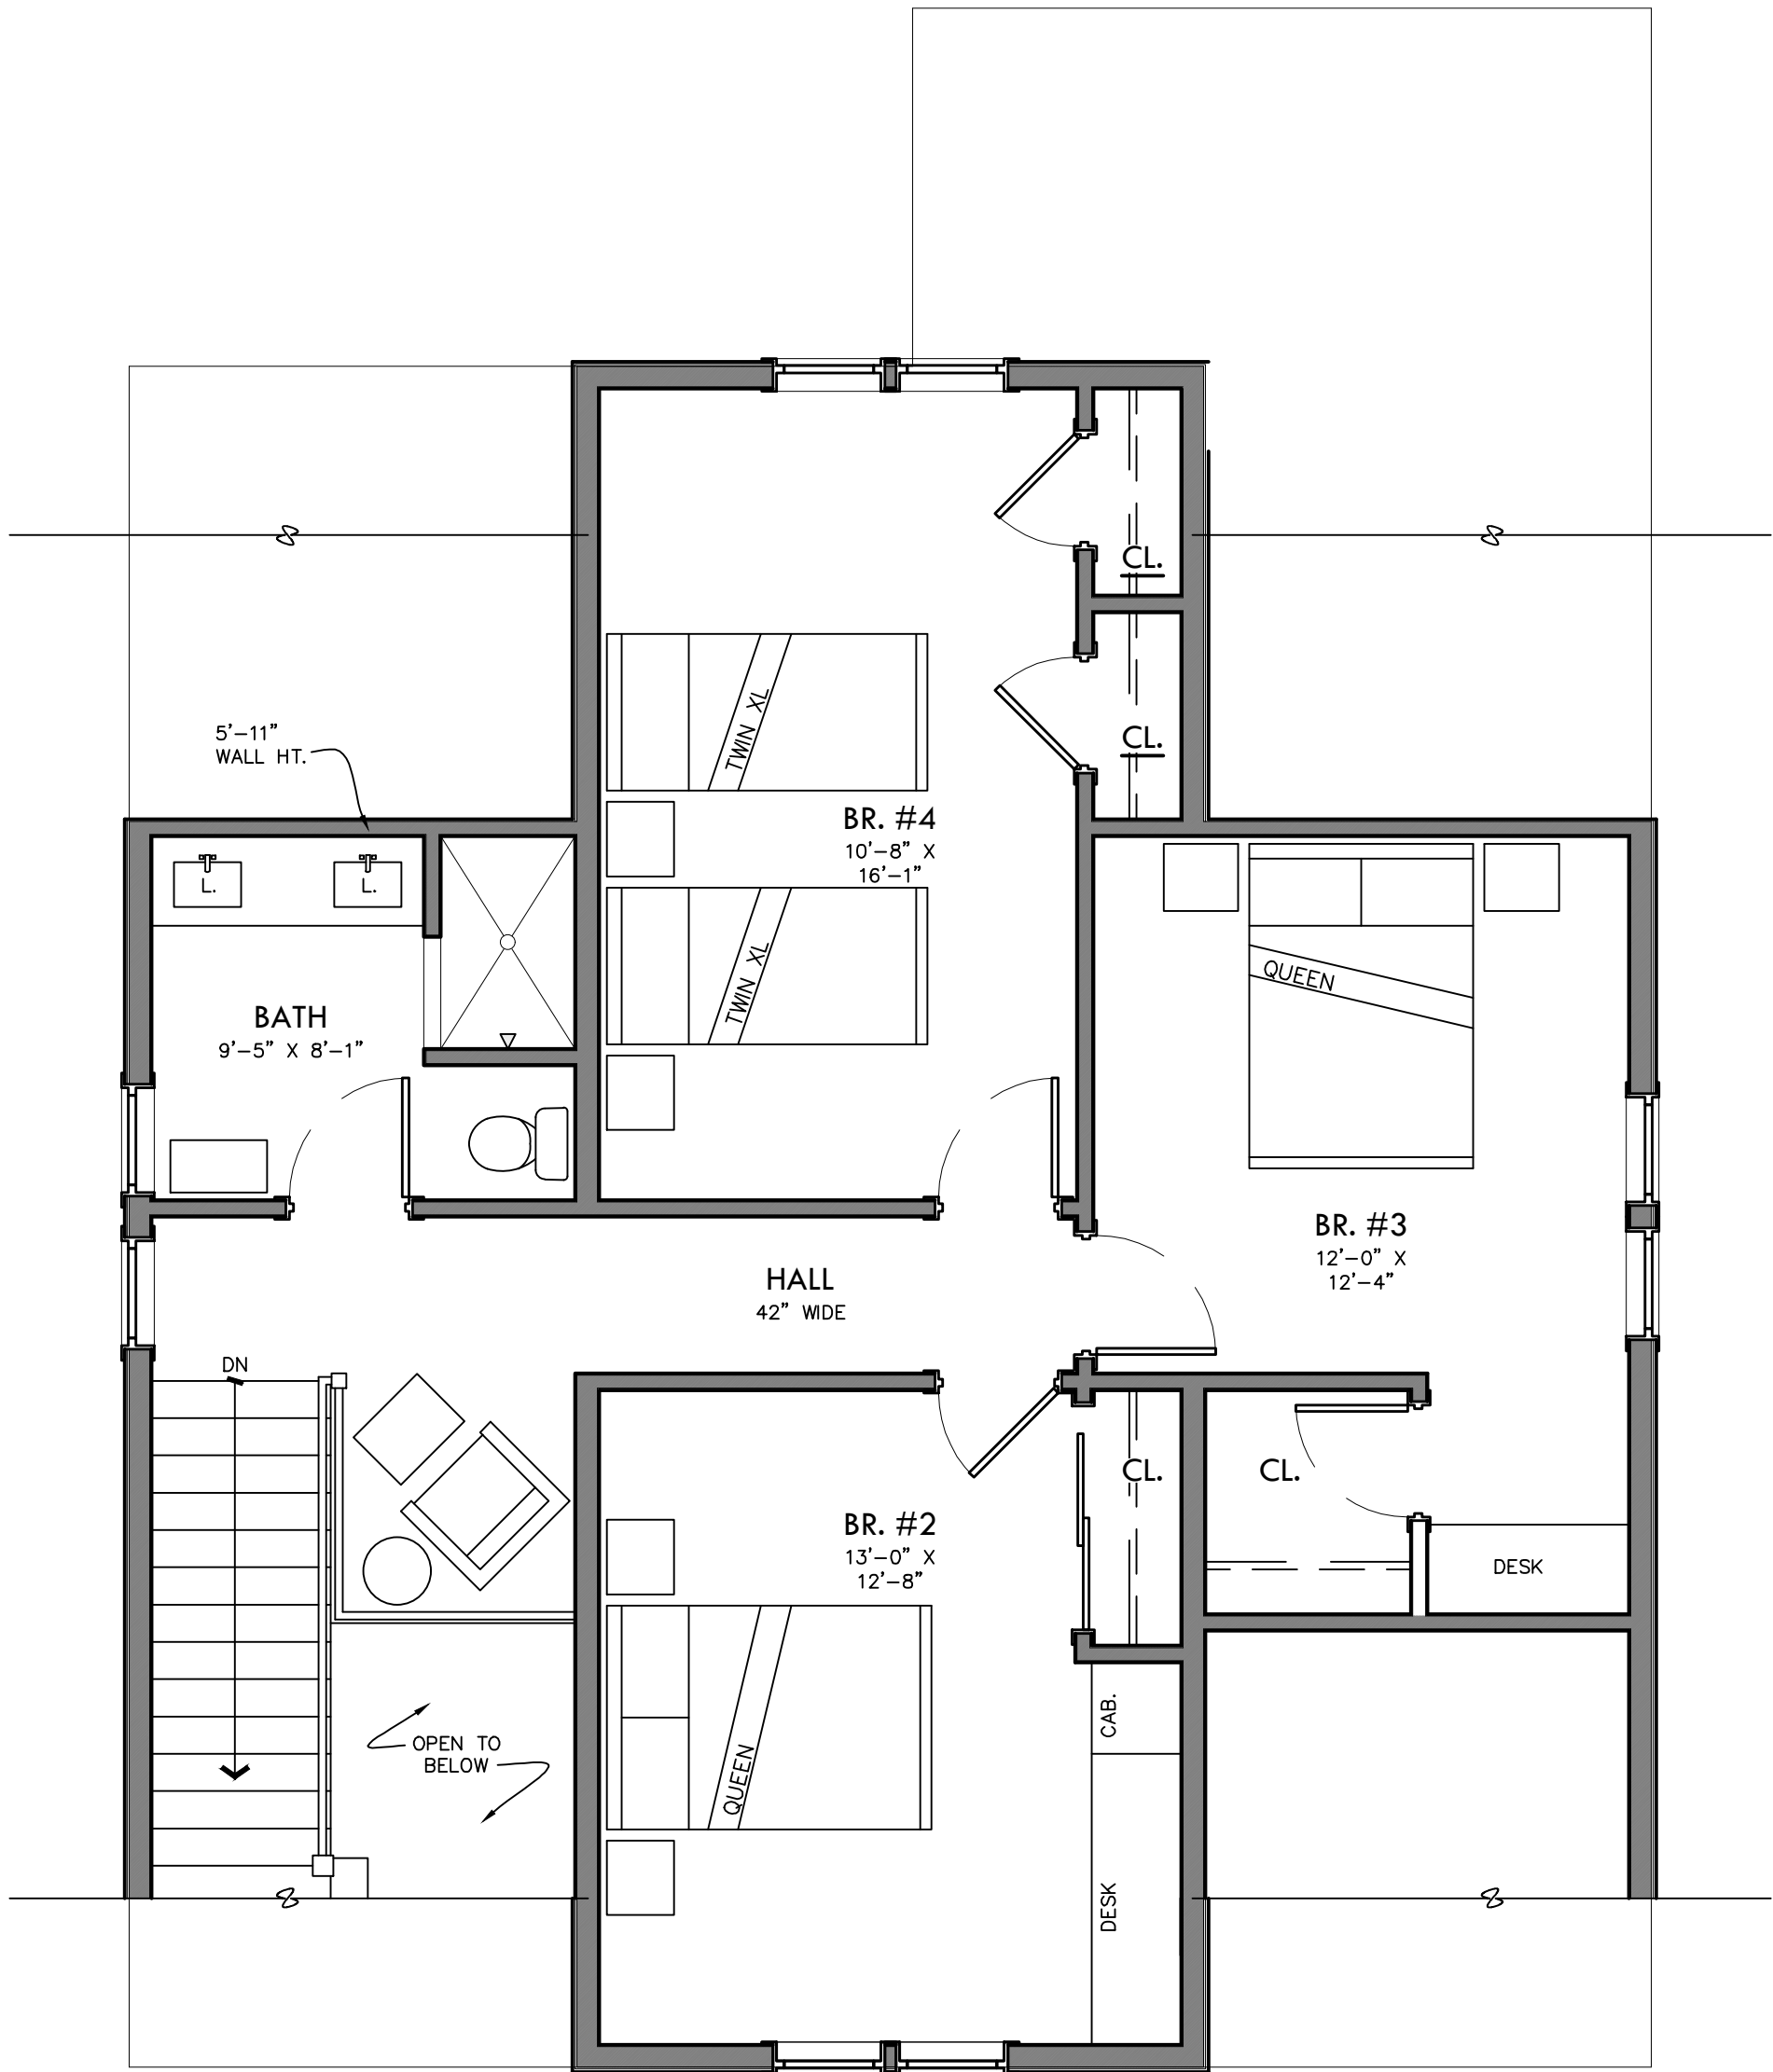 CL.
5'-11"
WALL HT.
TWIN XL
CL.
BR. #4
10'-8" X
16'-1"
L.
L.
TWIN XL
QUEEN
BATH
9'-5" X 8'-1"
BR. #3
12'-0" X
12'-4"
HALL
42" WIDE
DN
CL.
CL.
BR. #2
13'-0" X
12'-8"
DESK
QUEEN
CAB.
OPEN TO
BELOW
DESK